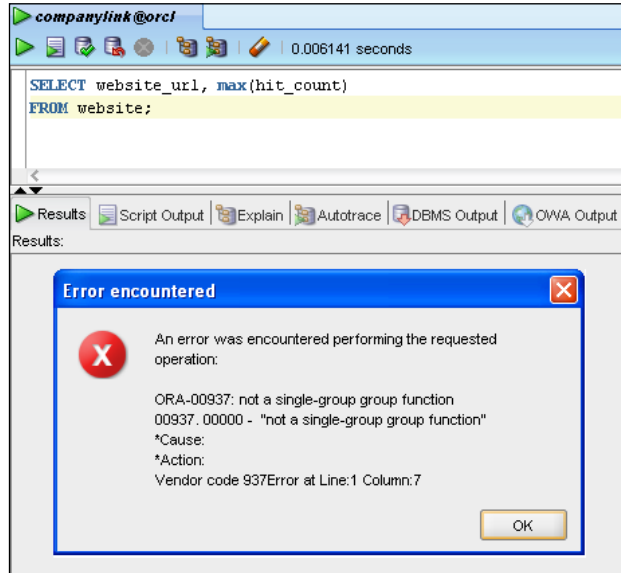 companylink@orcl
0.006141 seconds
SELECT website_url, max(hit_count)
FROM website;
Results Script Output Explain Autotrace DBMS Output OWA Output
Results:
Error encountered
An error was encountered performing the requested
operation:
ORA-00937: not a single-group group function
00937. 00000 - "not a single-group group function"
*Cause:
*Action:
Vendor code 937Error at Line:1 Column:7
OK